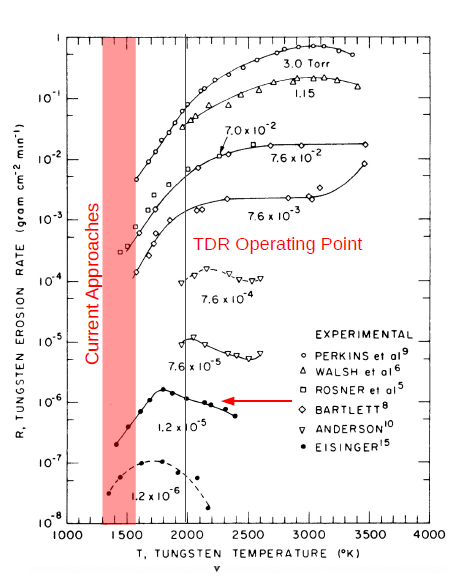 1
10⁻¹
10⁻²
10⁻³
10⁻⁴
10⁻⁵
10⁻⁶
10⁻⁷
10⁻⁸
R, TUNGSTEN EROSION RATE (gram cm⁻² min⁻¹)
Current Approaches
3.0 Torr
1.15
7.0 x 10⁻²
7.6 x 10⁻²
7.6 x 10⁻³
TDR Operating Point
7.6 x 10⁻⁴
7.6 x 10⁻⁵
1.2 x 10⁻⁵
1.2 x 10⁻⁶
EXPERIMENTAL
PERKINS et al⁹
WALSH et al⁶
ROSNER et al⁵
BARTLETT⁸
ANDERSON¹⁰
EISINGER¹⁵
1000 1500 2000 2500 3000 3500 4000
T, TUNGSTEN TEMPERATURE (°K)
v